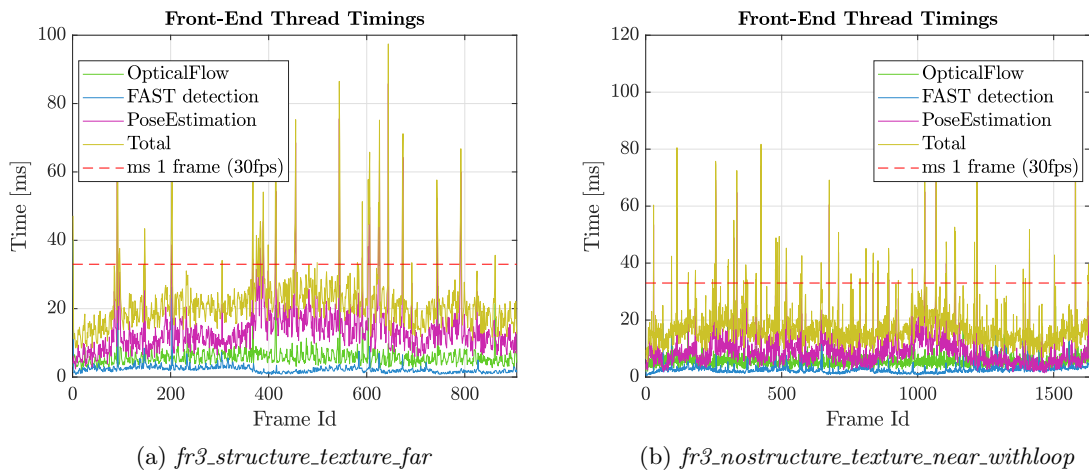 Front-End Thread Timings
100
80
60
40
20
0
Time [ms]
OpticalFlow
FAST detection
PoseEstimation
Total
ms 1 frame (30fps)
0 200 400 600 800
Frame Id
(a) fr3_structure_texture_far
Front-End Thread Timings
120
100
80
60
40
20
0
Time [ms]
OpticalFlow
FAST detection
PoseEstimation
Total
ms 1 frame (30fps)
0 500 1000 1500
Frame Id
(b) fr3_nostructure_texture_near_withloop